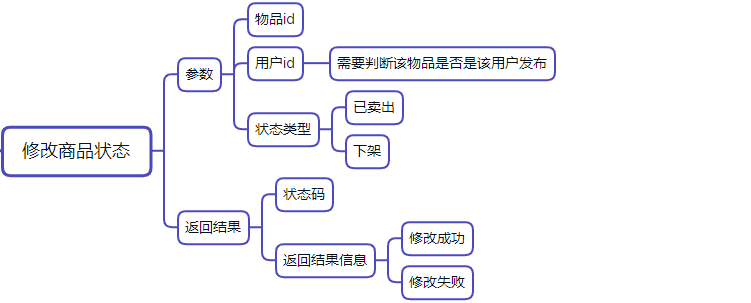 修改商品状态
参数
物品id
用户id
需要判断该物品是否是该用户发布
状态类型
已卖出
下架
返回结果
状态码
返回结果信息
修改成功
修改失败